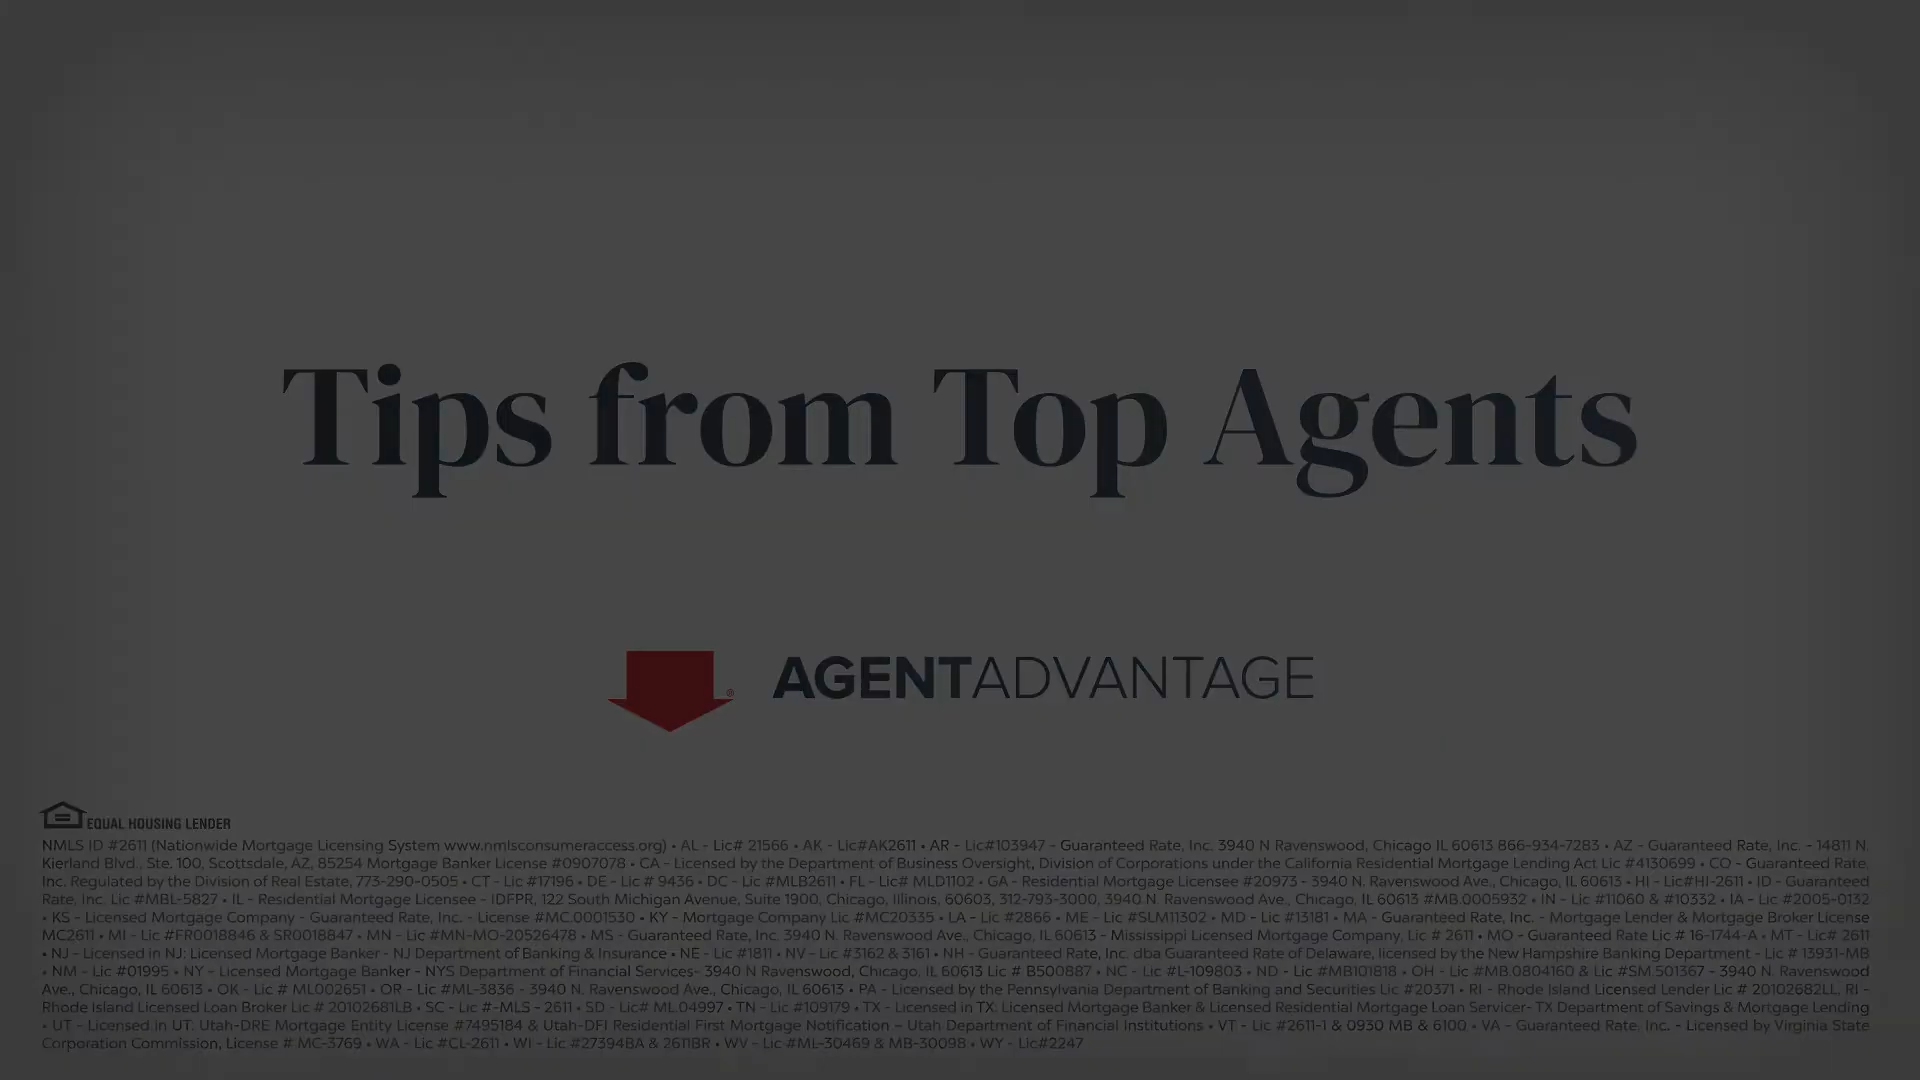 Tips from Top Agents
® AGENTADVANTAGE
EQUAL HOUSING LENDER
NMLS ID #2611 (Nationwide Mortgage Licensing System www.nmlsconsumeraccess.org) • AL - Lic# 21566 • AK - Lic#AK2611 • AR - Lic#103947 - Guaranteed Rate, Inc. 3940 N Ravenswood, Chicago IL 60613 866-934-7283 • AZ - Guaranteed Rate, Inc. - 14811 N.
Kierland Blvd., Ste. 100, Scottsdale, AZ, 85254 Mortgage Banker License #0907078 • CA - Licensed by the Department of Business Oversight, Division of Corporations under the California Residential Mortgage Lending Act Lic #4130699 • CO - Guaranteed Rate,
Inc. Regulated by the Division of Real Estate, 773-290-0505 • CT - Lic #17196 • DE - Lic # 9436 • DC - Lic #MLB2611 • FL - Lic# MLD1102 • GA - Residential Mortgage Licensee #20973 - 3940 N. Ravenswood Ave., Chicago, IL 60613 • HI - Lic#HI-2611 • ID - Guaranteed
Rate, Inc. Lic #MBL-5827 • IL - Residential Mortgage Licensee - IDFPR, 122 South Michigan Avenue, Suite 1900, Chicago, Illinois, 60603, 312-793-3000, 3940 N. Ravenswood Ave., Chicago, IL 60613 #MB.0005932 • IN - Lic #11060 & #10332 • IA - Lic #2005-0132
• KS - Licensed Mortgage Company - Guaranteed Rate, Inc. - License #MC.0001530 • KY - Mortgage Company Lic #MC20335 • LA - Lic #2866 • ME - Lic #SLM11302 • MD - Lic #13181 • MA - Guaranteed Rate, Inc. - Mortgage Lender & Mortgage Broker License
MC2611 • MI - Lic #FR0018846 & SR0018847 • MN - Lic #MN-MO-20526478 • MS - Guaranteed Rate, Inc. 3940 N. Ravenswood Ave., Chicago, IL 60613 - Mississippi Licensed Mortgage Company, Lic # 2611 • MO - Guaranteed Rate Lic # 16-1744-A • MT - Lic# 2611
• NJ - Licensed in NJ: Licensed Mortgage Banker - NJ Department of Banking & Insurance • NE - Lic #1811 • NV - Lic #3162 & 3161 • NH - Guaranteed Rate, Inc. dba Guaranteed Rate of Delaware, licensed by the New Hampshire Banking Department - Lic # 13931-MB
• NM - Lic #01995 • NY - Licensed Mortgage Banker - NYS Department of Financial Services- 3940 N Ravenswood, Chicago, IL 60613 Lic # B500887 • NC - Lic #L-109803 • ND - Lic #MB101818 • OH - Lic #MB.0804160 & Lic #SM.501367 - 3940 N. Ravenswood
Ave., Chicago, IL 60613 • OK - Lic # ML002651 • OR - Lic #ML-3836 - 3940 N. Ravenswood Ave., Chicago, IL 60613 • PA - Licensed by the Pennsylvania Department of Banking and Securities Lic #20371 • RI - Rhode Island Licensed Lender Lic # 20102682LL, RI -
Rhode Island Licensed Loan Broker Lic # 20102681LB • SC - Lic #-MLS - 2611 • SD - Lic# ML.04997 • TN - Lic #109179 • TX - Licensed in TX: Licensed Mortgage Banker & Licensed Residential Mortgage Loan Servicer- TX Department of Savings & Mortgage Lending
• UT - Licensed in UT: Utah-DRE Mortgage Entity License #7495184 & Utah-DFI Residential First Mortgage Notification – Utah Department of Financial Institutions • VT - Lic #2611-1 & 0930 MB & 6100 • VA - Guaranteed Rate, Inc. - Licensed by Virginia State
Corporation Commission, License # MC-3769 • WA - Lic #CL-2611 • WI - Lic #27394BA & 2611BR • WV - Lic #ML-30469 & MB-30098 • WY - Lic#2247